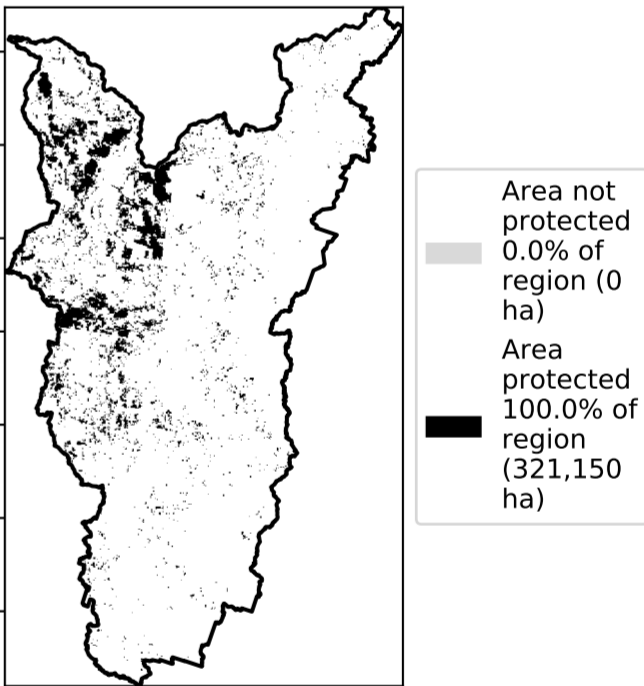 Area not
protected
0.0% of
region (0
ha)
Area
protected
100.0% of
region
(321,150
ha)